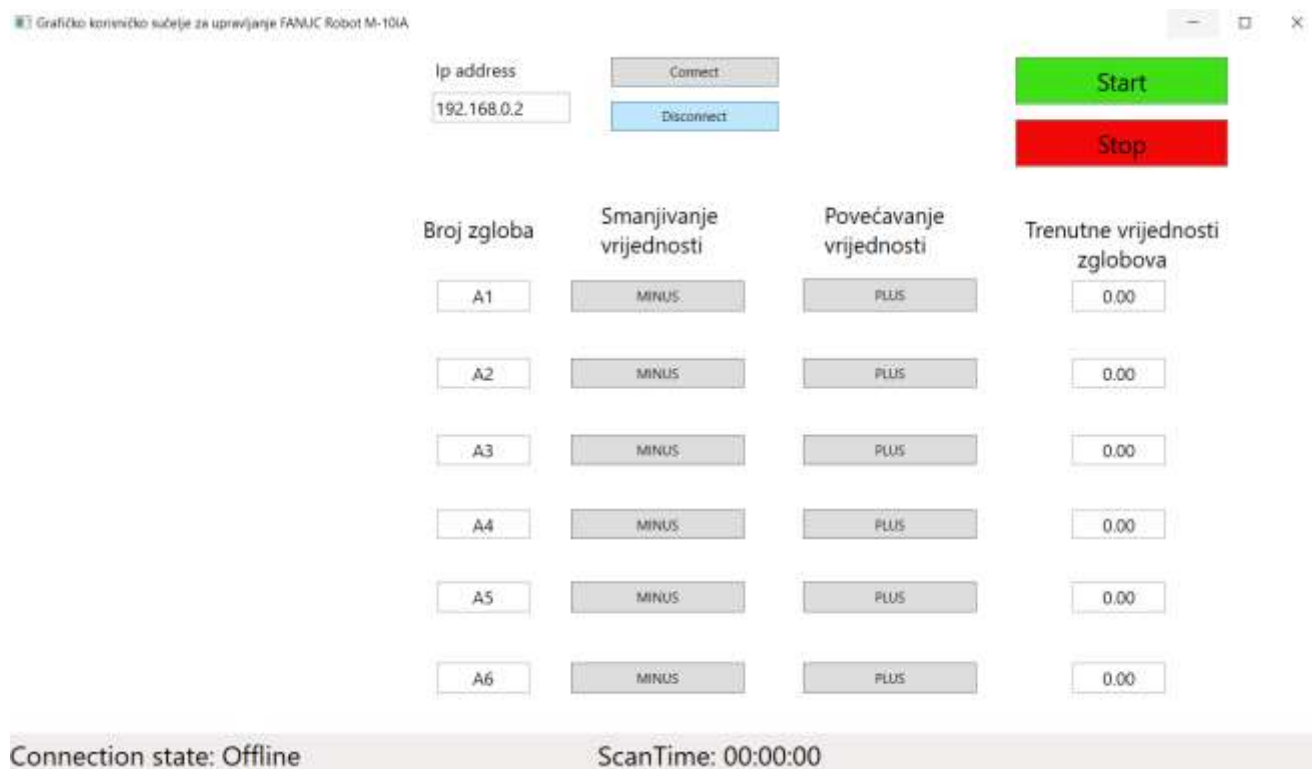 Grafičko korisničko sučelje za upravljanje FANUC Robot M-10iA
Ip address
Connect
Start
192.168.0.2
Disconnect
Stop
Broj zgloba
Smanjivanje
vrijednosti
Povećavanje
vrijednosti
Trenutne vrijednosti
zglobova
A1 MINUS PLUS 0.00
A2 MINUS PLUS 0.00
A3 MINUS PLUS 0.00
A4 MINUS PLUS 0.00
A5 MINUS PLUS 0.00
A6 MINUS PLUS 0.00
Connection state: Offline ScanTime: 00:00:00